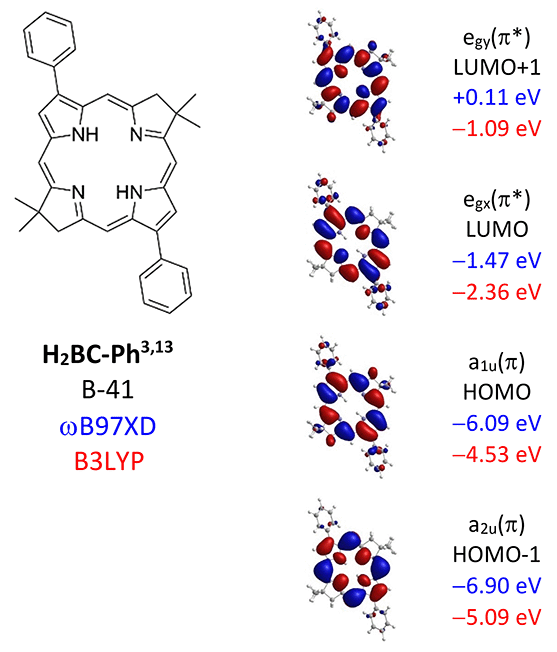 NH
N
N
HN
H₂BC-Ph³,¹³
B-41
ωB97XD
B3LYP
e_gy(π*)
LUMO+1
+0.11 eV
−1.09 eV
e_gx(π*)
LUMO
−1.47 eV
−2.36 eV
a₁ᵤ(π)
HOMO
−6.09 eV
−4.53 eV
a₂ᵤ(π)
HOMO-1
−6.90 eV
−5.09 eV